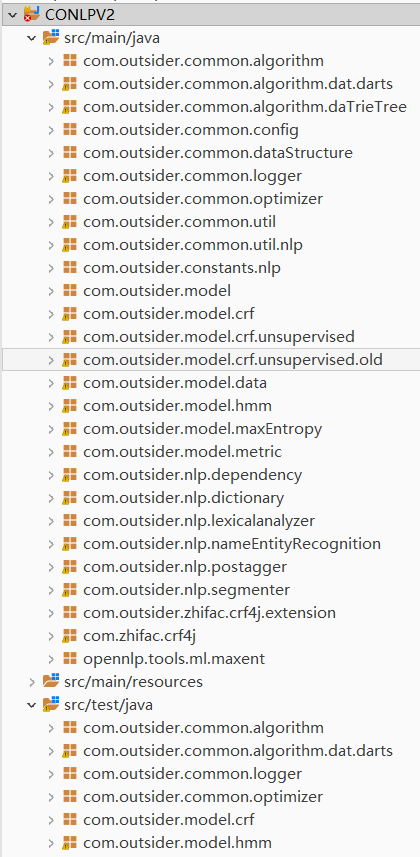 CONLPV2
src/main/java
com.outsider.common.algorithm
com.outsider.common.algorithm.dat.darts
com.outsider.common.algorithm.daTrieTree
com.outsider.common.config
com.outsider.common.dataStructure
com.outsider.common.logger
com.outsider.common.optimizer
com.outsider.common.util
com.outsider.common.util.nlp
com.outsider.constants.nlp
com.outsider.model
com.outsider.model.crf
com.outsider.model.crf.unsupervised
com.outsider.model.crf.unsupervised.old
com.outsider.model.data
com.outsider.model.hmm
com.outsider.model.maxEntropy
com.outsider.model.metric
com.outsider.nlp.dependency
com.outsider.nlp.dictionary
com.outsider.nlp.lexicalanalyzer
com.outsider.nlp.nameEntityRecognition
com.outsider.nlp.postagger
com.outsider.nlp.segmenter
com.outsider.zhifac.crf4j.extension
com.zhifac.crf4j
opennlp.tools.ml.maxent
src/main/resources
src/test/java
com.outsider.common.algorithm
com.outsider.common.algorithm.dat.darts
com.outsider.common.logger
com.outsider.common.optimizer
com.outsider.model.crf
com.outsider.model.hmm